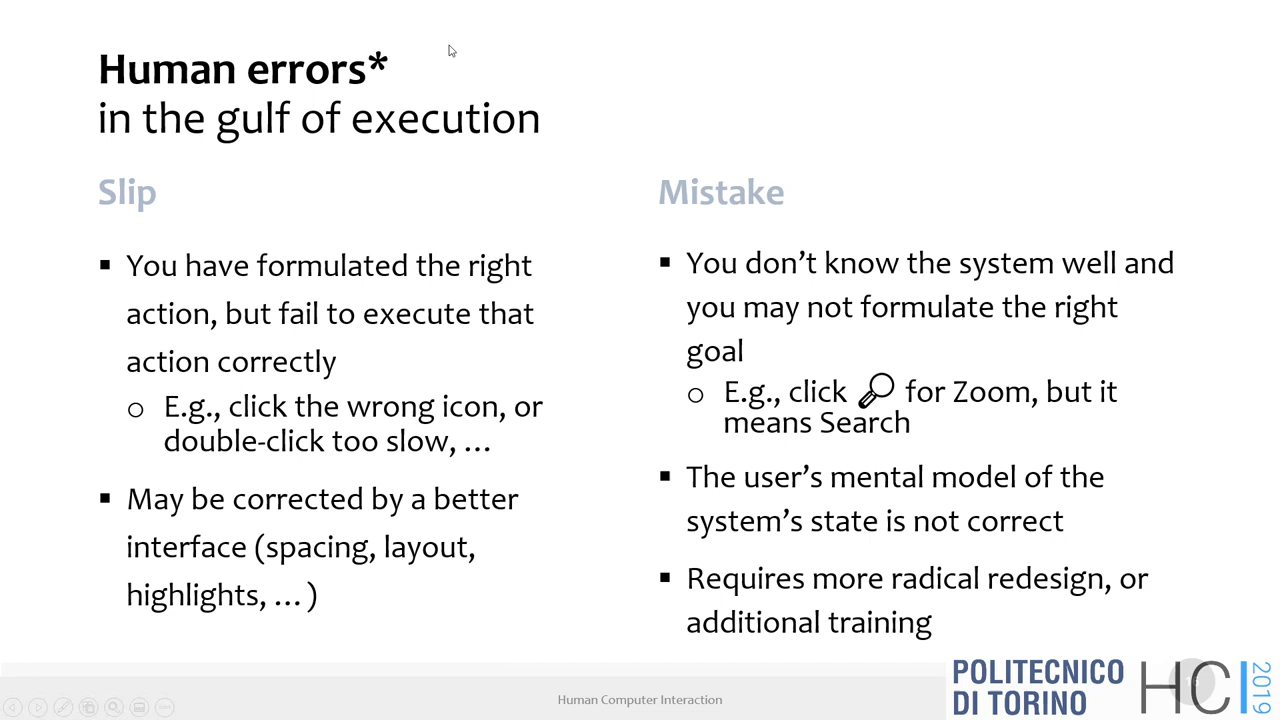 Human errors*
in the gulf of execution
Slip
▪ You have formulated the right
action, but fail to execute that
action correctly
o E.g., click the wrong icon, or
double-click too slow, …
▪ May be corrected by a better
interface (spacing, layout,
highlights, … )
Mistake
▪ You don’t know the system well and
you may not formulate the right
goal
o E.g., click 🔎 for Zoom, but it
means Search
▪ The user’s mental model of the
system’s state is not correct
▪ Requires more radical redesign, or
additional training
Human Computer Interaction
POLITECNICO
DI TORINO
HCI
2019